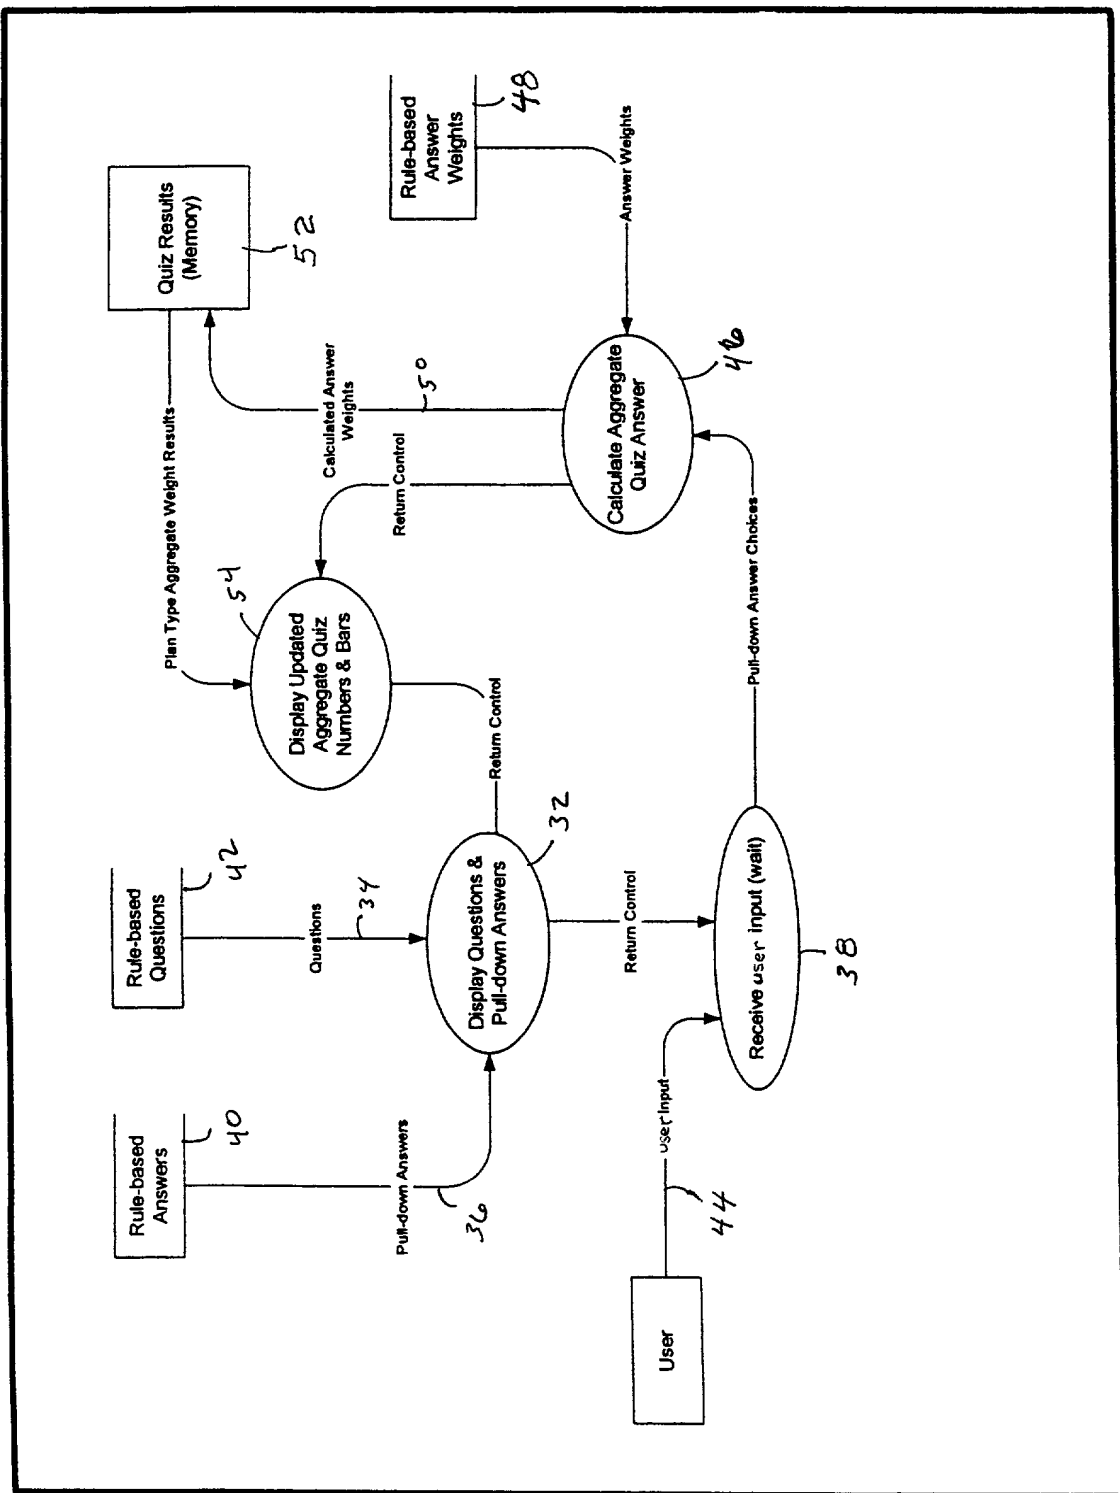 Rule-based
Answers
40
Pull-down Answers
36
Rule-based
Questions
42
Questions
34
Display Questions &
Pull-down Answers
32
Return Control
Display Updated
Aggregate Quiz
Numbers & Bars
54
Return Control
Plan Type Aggregate Weight Results
Quiz Results
(Memory)
52
Calculated Answer
Weights
50
Return Control
Rule-based
Answer
Weights
48
Answer Weights
Calculate Aggregate
Quiz Answer
46
Pull-down Answer Choices
User
user Input
44
Receive user input (wait)
38